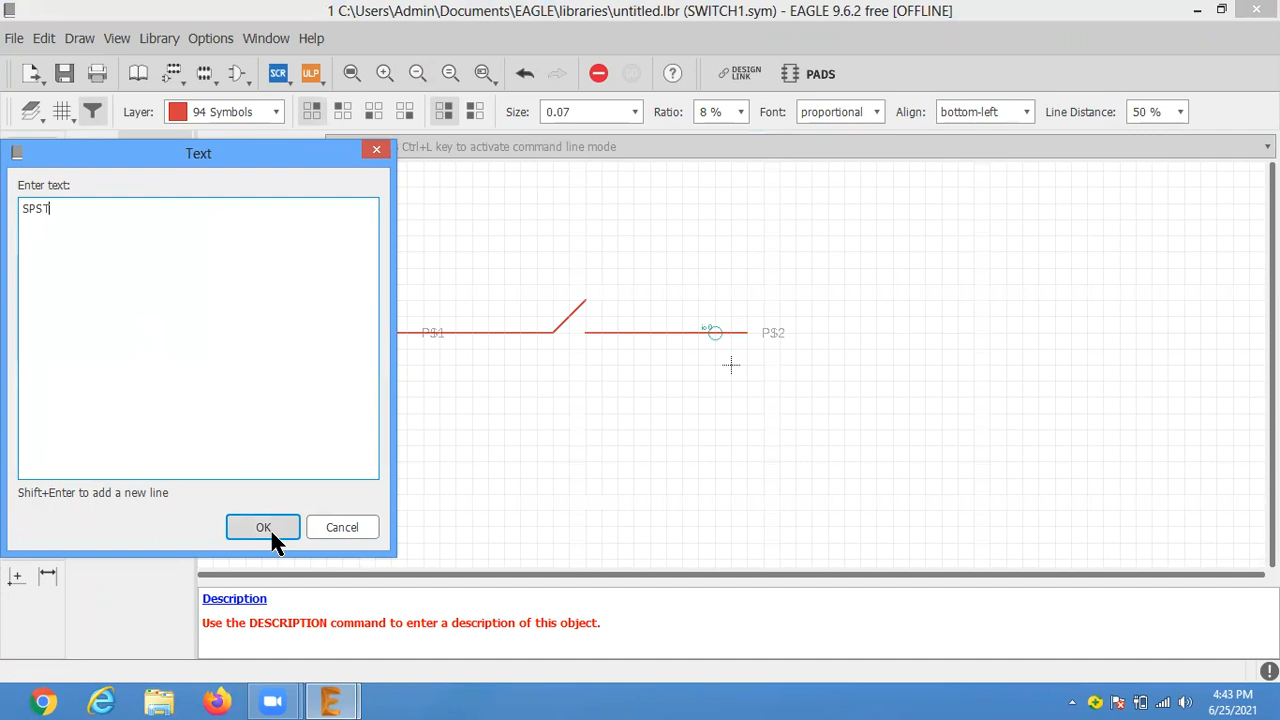 1 C:\Users\Admin\Documents\EAGLE\libraries\untitled.lbr (SWITCH1.sym) - EAGLE 9.6.2 free [OFFLINE]
File Edit Draw View Library Options Window Help
SCR ULP DESIGN LINK PADS
Layer: 94 Symbols Size: 0.07 Ratio: 8 % Font: proportional Align: bottom-left Line Distance: 50 %
Text
Ctrl+L key to activate command line mode
Enter text:
SPST
P$1
P$2
Shift+Enter to add a new line
OK Cancel
Description
Use the DESCRIPTION command to enter a description of this object.
4:43 PM
6/25/2021